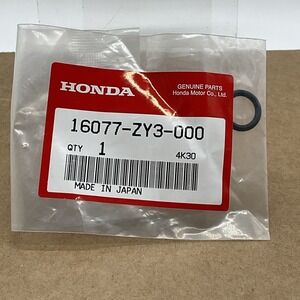 HONDA
GENUINE PARTS
Honda Motor Co., Ltd.
16077-ZY3-000
QTY 1
4K30
MADE IN JAPAN